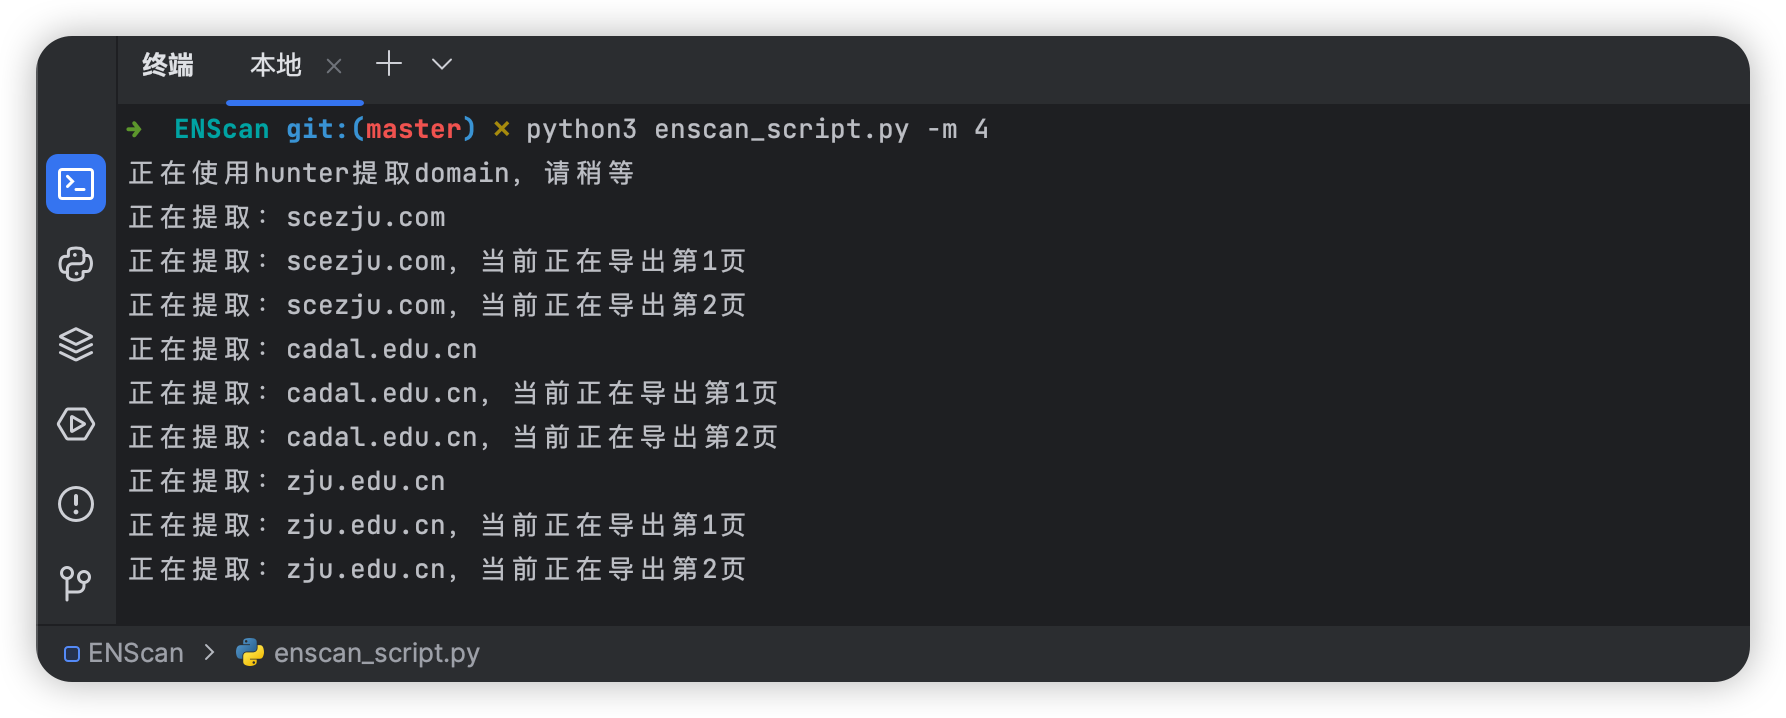 终端 本地
➜ ENScan git:(master) ✗ python3 enscan_script.py -m 4
正在使用hunter提取domain, 请稍等
正在提取: scezju.com
正在提取: scezju.com, 当前正在导出第1页
正在提取: scezju.com, 当前正在导出第2页
正在提取: cadal.edu.cn
正在提取: cadal.edu.cn, 当前正在导出第1页
正在提取: cadal.edu.cn, 当前正在导出第2页
正在提取: zju.edu.cn
正在提取: zju.edu.cn, 当前正在导出第1页
正在提取: zju.edu.cn, 当前正在导出第2页
ENScan > enscan_script.py